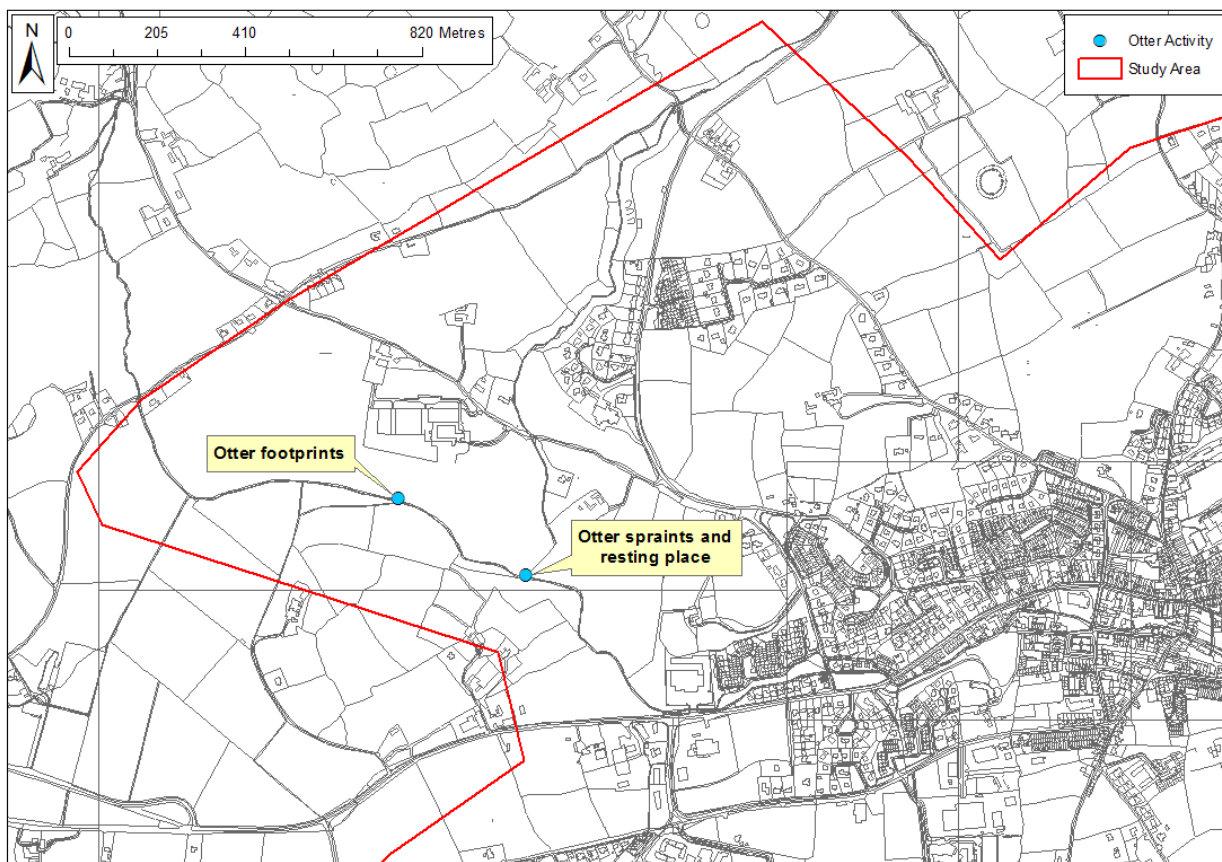 N
0 205 410 820 Metres
Otter Activity
Study Area
Otter footprints
Otter spraints and
resting place